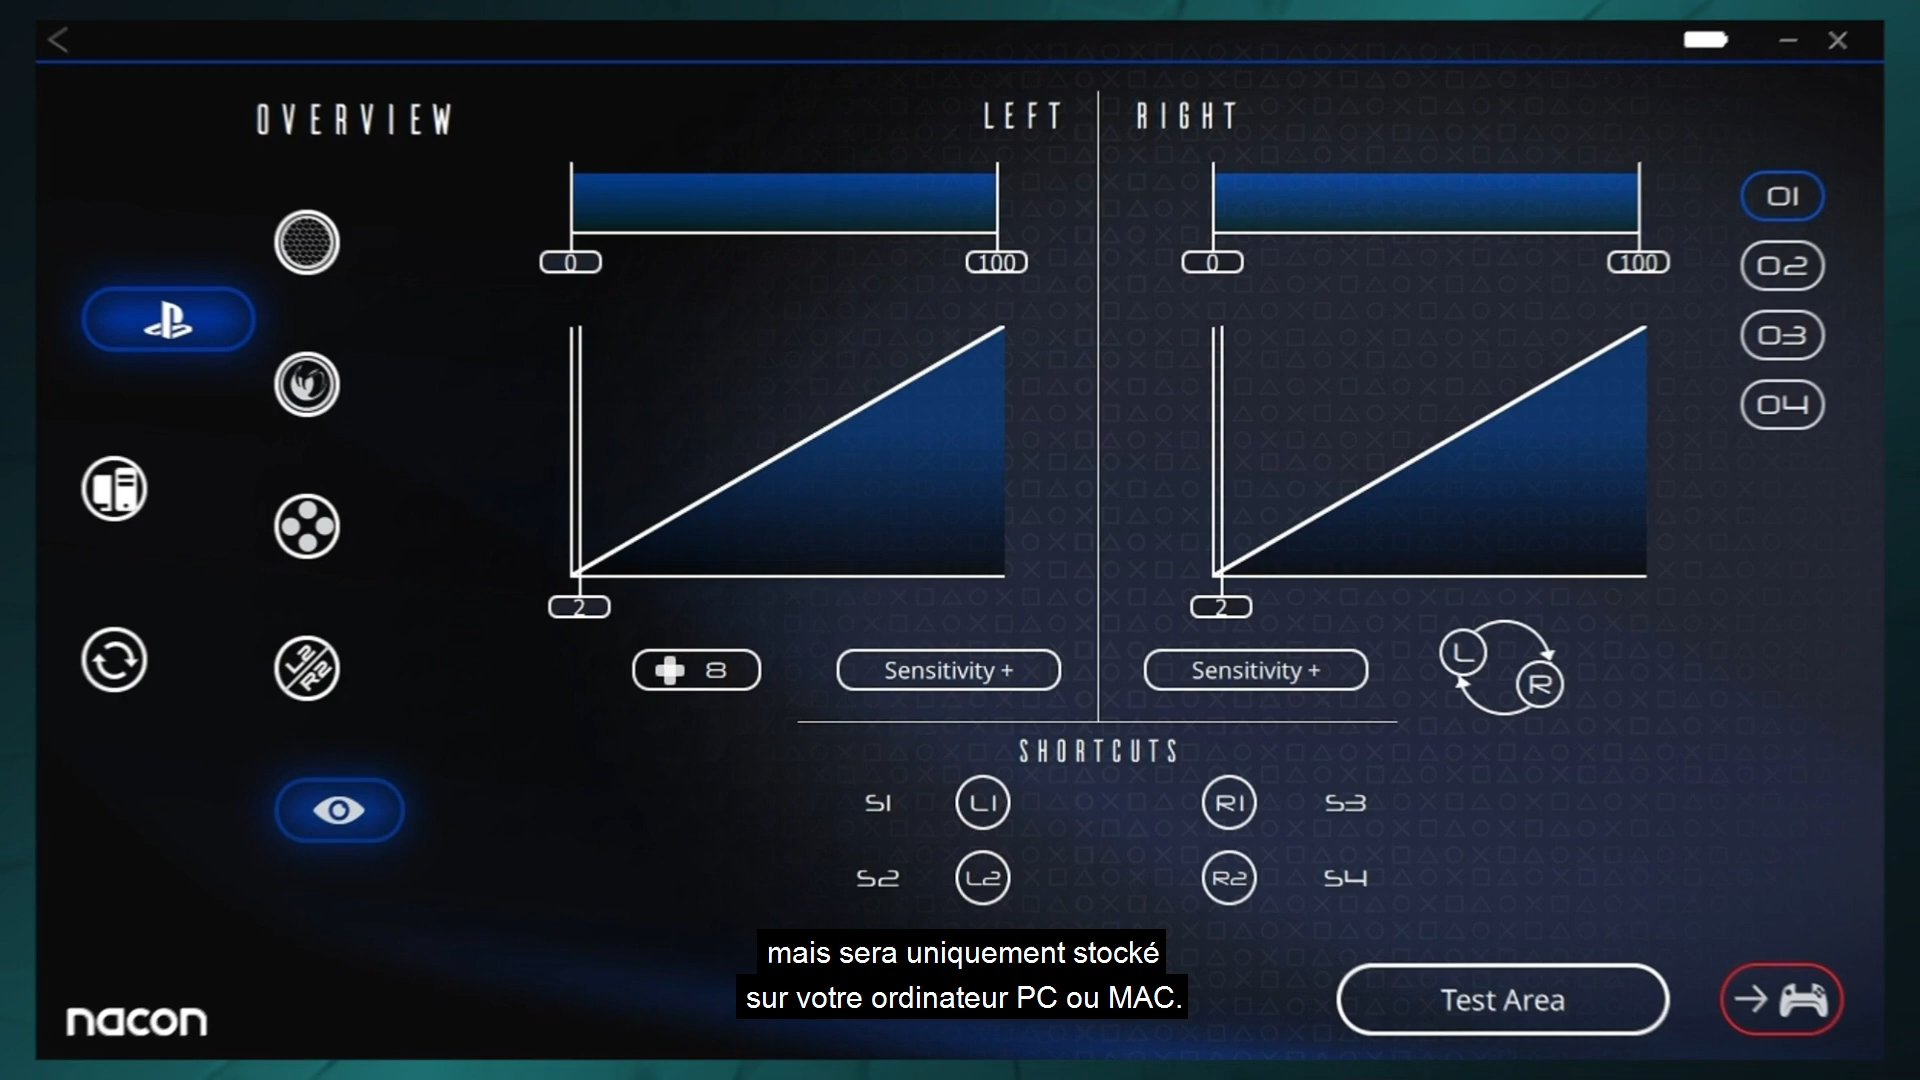 OVERVIEW
LEFT
RIGHT
0
100
0
100
01
02
03
04
2
2
8
Sensitivity +
Sensitivity +
L
R
L2
R2
SHORTCUTS
S1
L1
R1
S3
S2
L2
R2
S4
mais sera uniquement stocké
sur votre ordinateur PC ou MAC.
Test Area
nacon